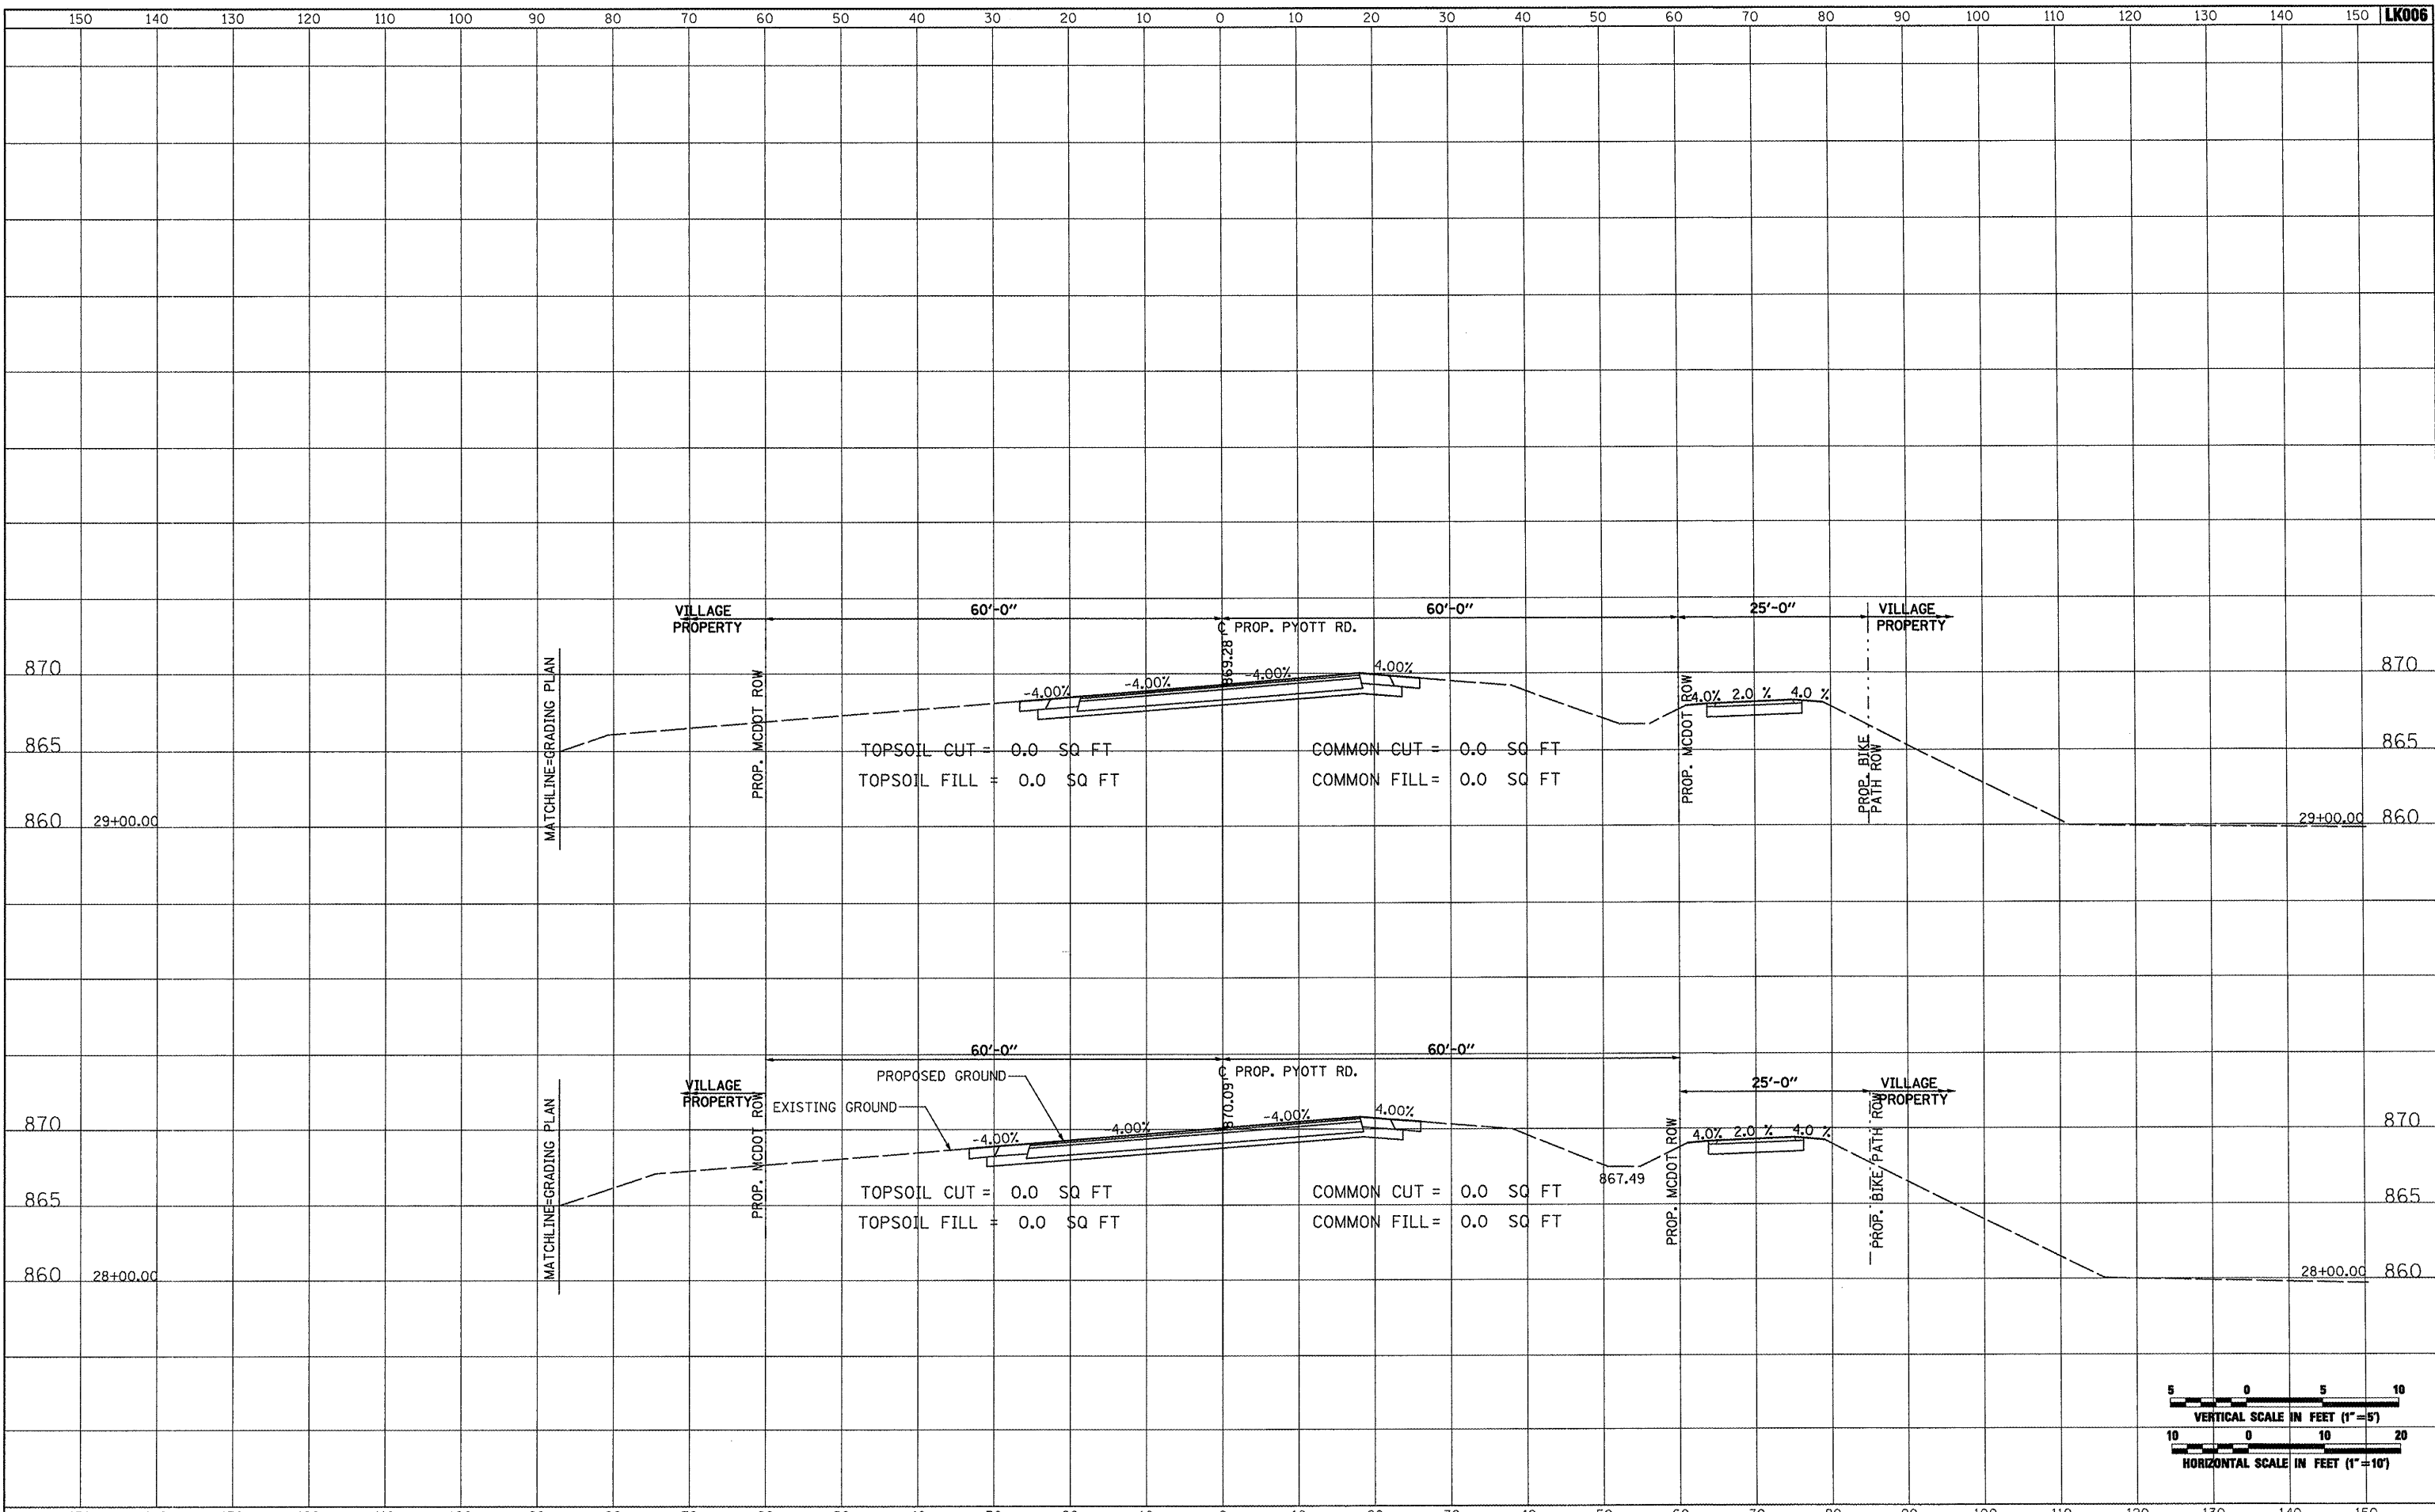 150 140 130 120 110 100 90 80 70 60 50 40 30 20 10 0 10 20 30 40 50 60 70 80 90 100 110 120 130 140 150 LK006
VILLAGE PROPERTY
60'-0"
60'-0"
25'-0"
VILLAGE PROPERTY
℄ PROP. PYOTT RD.
869.28
870
870
-4.00%
-4.00%
-4.00%
4.00%
4.0%
2.0 %
4.0 %
MATCHLINE=GRADING PLAN
PROP. MCDOT ROW
PROP. MCDOT ROW
PROP. BIKE PATH ROW
865
TOPSOIL CUT = 0.0 SQ FT
COMMON CUT = 0.0 SQ FT
865
TOPSOIL FILL = 0.0 SQ FT
COMMON FILL= 0.0 SQ FT
860
29+00.00
29+00.00
860
60'-0"
60'-0"
PROPOSED GROUND
℄ PROP. PYOTT RD.
VILLAGE PROPERTY
25'-0"
VILLAGE PROPERTY
EXISTING GROUND
870.09
870
870
-4.00%
-4.00%
-4.00%
4.00%
4.0%
2.0 %
4.0 %
MATCHLINE=GRADING PLAN
PROP. MCDOT ROW
867.49
PROP. MCDOT ROW
PROP. BIKE PATH ROW
865
TOPSOIL CUT = 0.0 SQ FT
COMMON CUT = 0.0 SQ FT
865
TOPSOIL FILL = 0.0 SQ FT
COMMON FILL= 0.0 SQ FT
860
28+00.00
28+00.00
860
5 0 5 10
VERTICAL SCALE IN FEET (1"=5')
10 0 10 20
HORIZONTAL SCALE IN FEET (1"=10')